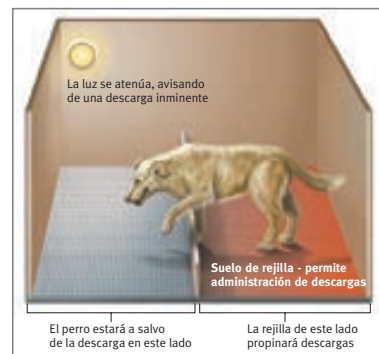 La luz se atenúa, avisando
de una descarga inminente
Suelo de rejilla - permite
administración de descargas
El perro estará a salvo
de la descarga en este lado
La rejilla de este lado
propinará descargas